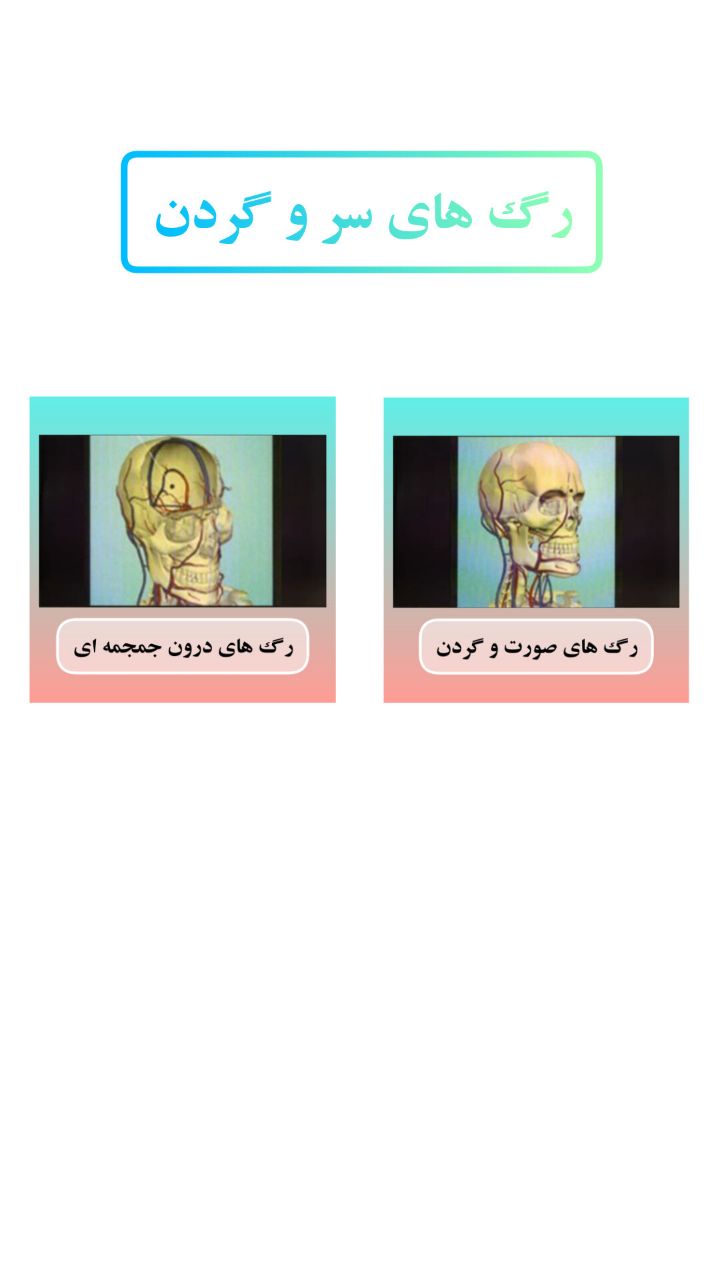 رگ های سر و گردن
رگ های صورت و گردن
رگ های درون جمجمه ای